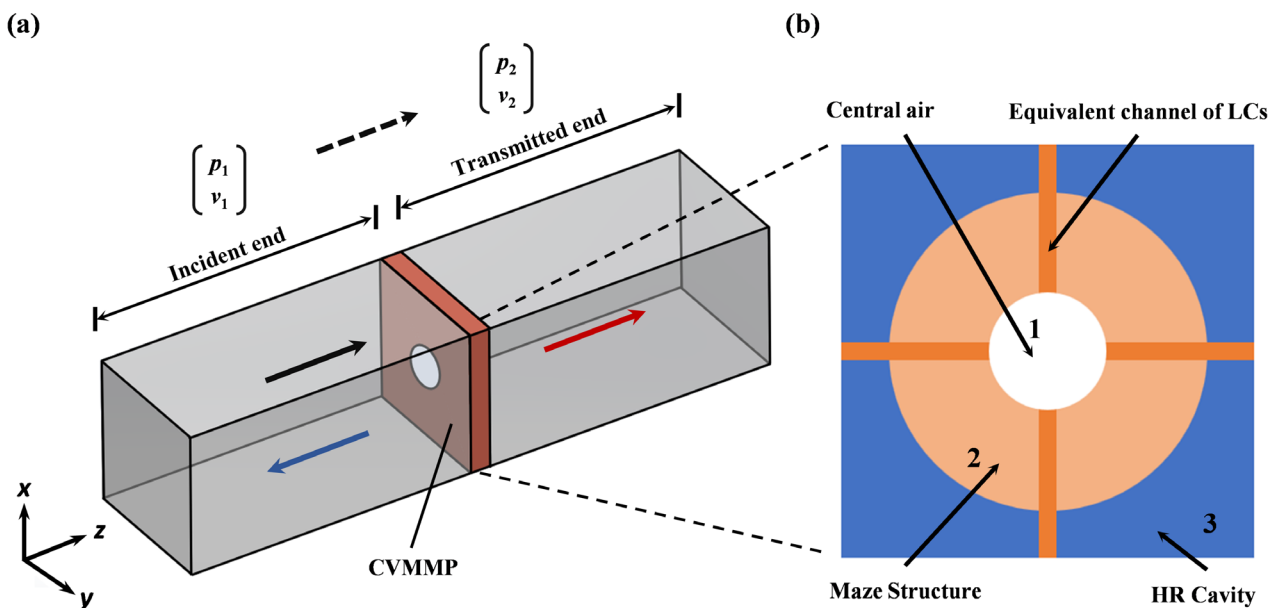 (a)
(b)
p2
v2
Transmitted end
p1
v1
Incident end
CVMMP
x
z
y
Central air
Equivalent channel of LCs
1
2
3
Maze Structure
HR Cavity